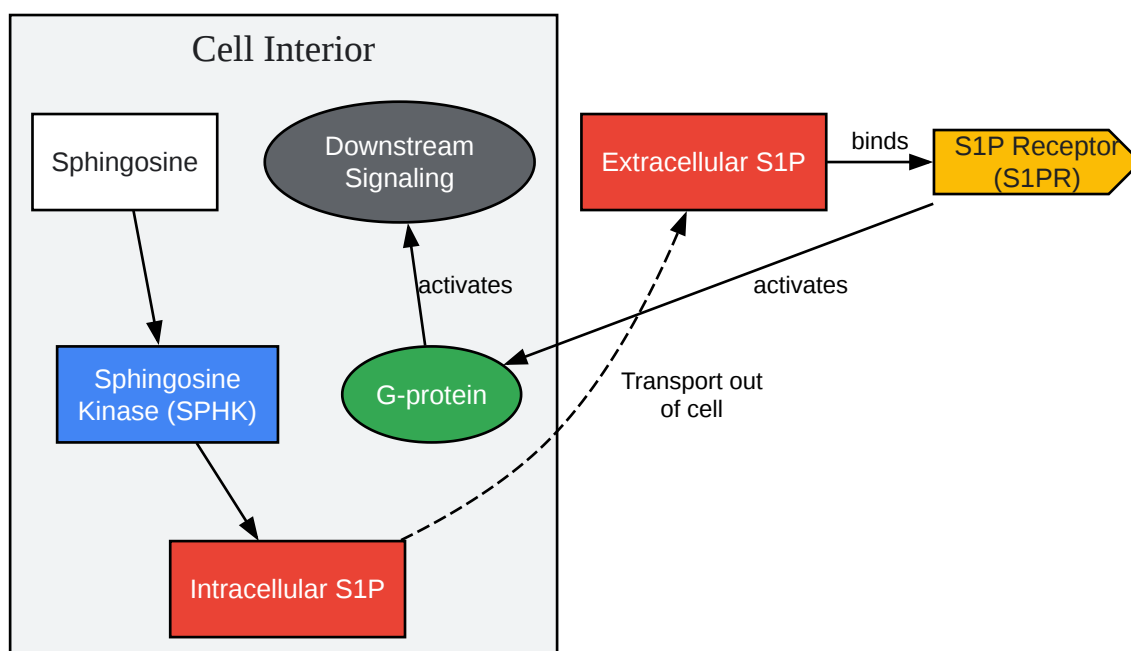 Cell Interior
Sphingosine
Downstream
Signaling
Extracellular S1P
binds
S1P Receptor
(S1PR)
activates
activates
Sphingosine
Kinase (SPHK)
G-protein
Transport out
of cell
Intracellular S1P